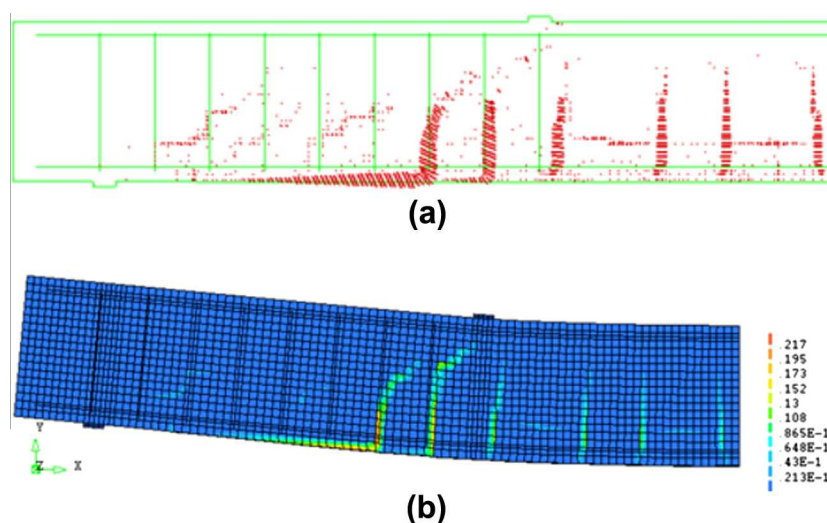 (a)
.217
.195
.173
.152
.13
.108
.865E-1
.648E-1
.43E-1
.213E-1
Y
Z X
(b)